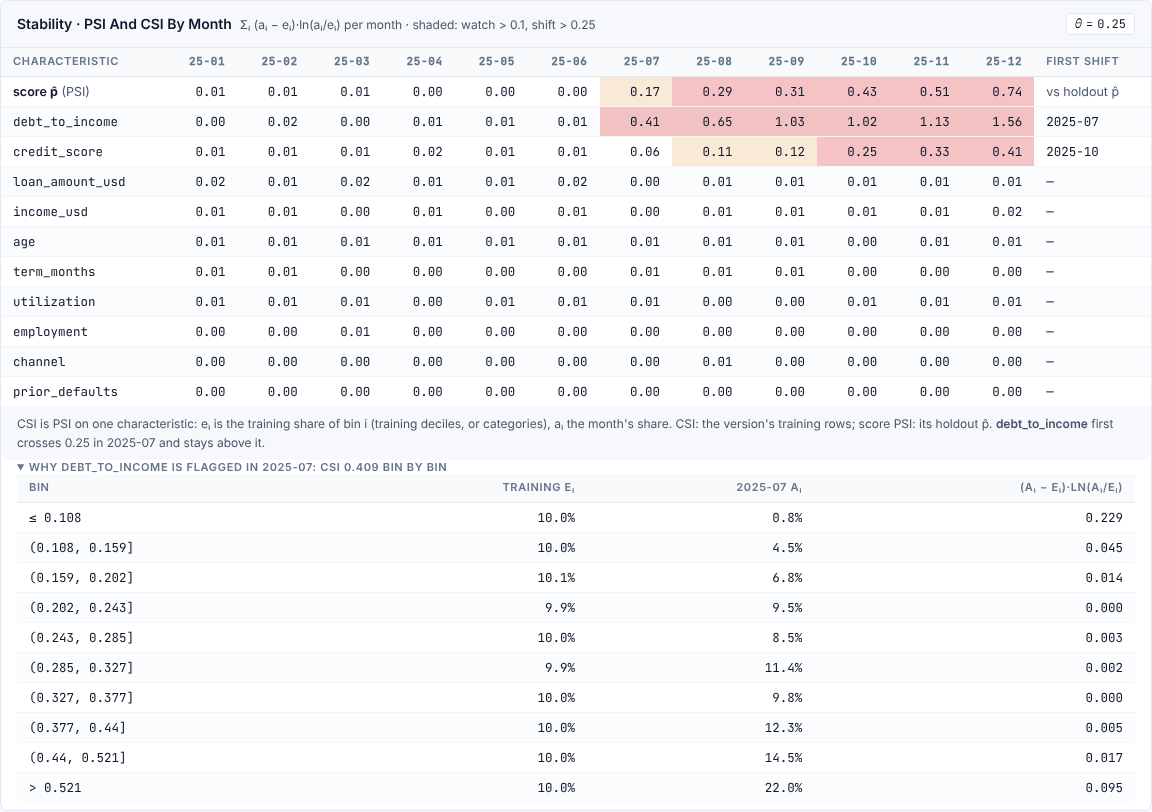 Stability · PSI And CSI By Month Σᵢ (aᵢ − eᵢ)·ln(aᵢ/eᵢ) per month · shaded: watch > 0.1, shift > 0.25 θ = 0.25
CHARACTERISTIC 25-01 25-02 25-03 25-04 25-05 25-06 25-07 25-08 25-09 25-10 25-11 25-12 FIRST SHIFT
score p̂ (PSI) 0.01 0.01 0.01 0.00 0.00 0.00 0.17 0.29 0.31 0.43 0.51 0.74 vs holdout p̂
debt_to_income 0.00 0.02 0.00 0.01 0.01 0.01 0.41 0.65 1.03 1.02 1.13 1.56 2025-07
credit_score 0.01 0.01 0.01 0.02 0.01 0.01 0.06 0.11 0.12 0.25 0.33 0.41 2025-10
loan_amount_usd 0.02 0.01 0.02 0.01 0.01 0.02 0.00 0.01 0.01 0.01 0.01 0.01 —
income_usd 0.01 0.01 0.00 0.01 0.00 0.01 0.00 0.01 0.01 0.01 0.01 0.02 —
age 0.01 0.01 0.01 0.01 0.01 0.01 0.01 0.01 0.01 0.00 0.01 0.01 —
term_months 0.01 0.01 0.00 0.00 0.00 0.00 0.01 0.01 0.01 0.00 0.00 0.00 —
utilization 0.01 0.01 0.01 0.00 0.01 0.01 0.01 0.00 0.00 0.01 0.01 0.01 —
employment 0.00 0.00 0.01 0.00 0.00 0.00 0.00 0.00 0.00 0.00 0.00 0.00 —
channel 0.00 0.00 0.00 0.00 0.00 0.00 0.00 0.01 0.00 0.00 0.00 0.00 —
prior_defaults 0.00 0.00 0.00 0.00 0.00 0.00 0.00 0.00 0.00 0.00 0.00 0.00 —
CSI is PSI on one characteristic: eᵢ is the training share of bin i (training deciles, or categories), aᵢ the month's share. CSI: the version's training rows; score PSI: its holdout p̂. debt_to_income first
crosses 0.25 in 2025-07 and stays above it.
▼ WHY DEBT_TO_INCOME IS FLAGGED IN 2025-07: CSI 0.409 BIN BY BIN
BIN TRAINING Eᵢ 2025-07 Aᵢ (Aᵢ − Eᵢ)·LN(Aᵢ/Eᵢ)
≤ 0.108 10.0% 0.8% 0.229
(0.108, 0.159] 10.0% 4.5% 0.045
(0.159, 0.202] 10.1% 6.8% 0.014
(0.202, 0.243] 9.9% 9.5% 0.000
(0.243, 0.285] 10.0% 8.5% 0.003
(0.285, 0.327] 9.9% 11.4% 0.002
(0.327, 0.377] 10.0% 9.8% 0.000
(0.377, 0.44] 10.0% 12.3% 0.005
(0.44, 0.521] 10.0% 14.5% 0.017
> 0.521 10.0% 22.0% 0.095